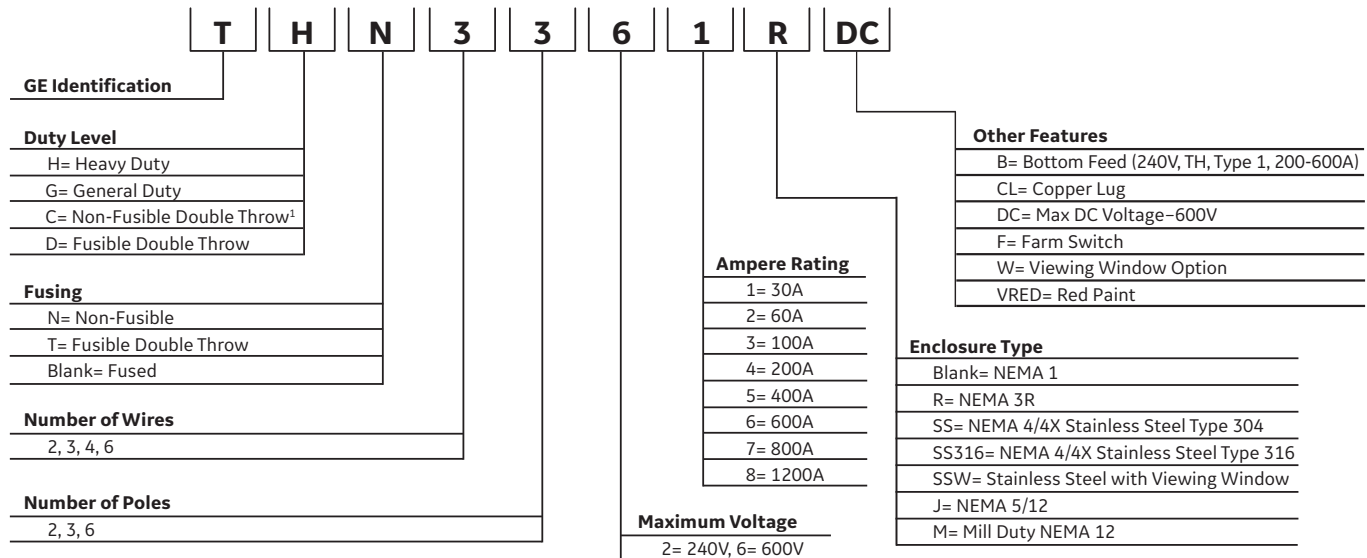 T H N 3 3 6 1 R DC
GE Identification
Duty Level
H= Heavy Duty
G= General Duty
C= Non-Fusible Double Throw¹
D= Fusible Double Throw
Fusing
N= Non-Fusible
T= Fusible Double Throw
Blank= Fused
Number of Wires
2, 3, 4, 6
Number of Poles
2, 3, 6
Maximum Voltage
2= 240V, 6= 600V
Ampere Rating
1= 30A
2= 60A
3= 100A
4= 200A
5= 400A
6= 600A
7= 800A
8= 1200A
Enclosure Type
Blank= NEMA 1
R= NEMA 3R
SS= NEMA 4/4X Stainless Steel Type 304
SS316= NEMA 4/4X Stainless Steel Type 316
SSW= Stainless Steel with Viewing Window
J= NEMA 5/12
M= Mill Duty NEMA 12
Other Features
B= Bottom Feed (240V, TH, Type 1, 200-600A)
CL= Copper Lug
DC= Max DC Voltage–600V
F= Farm Switch
W= Viewing Window Option
VRED= Red Paint